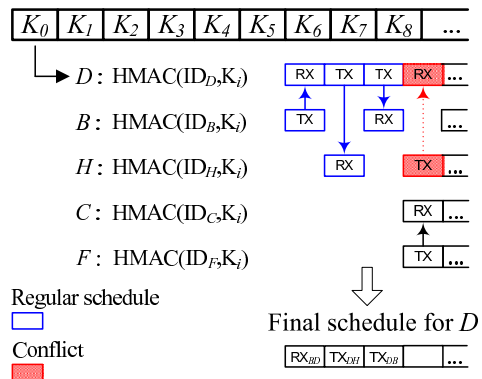 K0 K1 K2 K3 K4 K5 K6 K7 K8 ...
D : HMAC(IDD,Ki) RX TX TX RX ...
B : HMAC(IDB,Ki) TX RX ...
H : HMAC(IDH,Ki) RX TX ...
C : HMAC(IDC,Ki) RX ...
F : HMAC(IDF,Ki) TX ...
Regular schedule
Final schedule for D
Conflict
RXBD TXDH TXDB ...